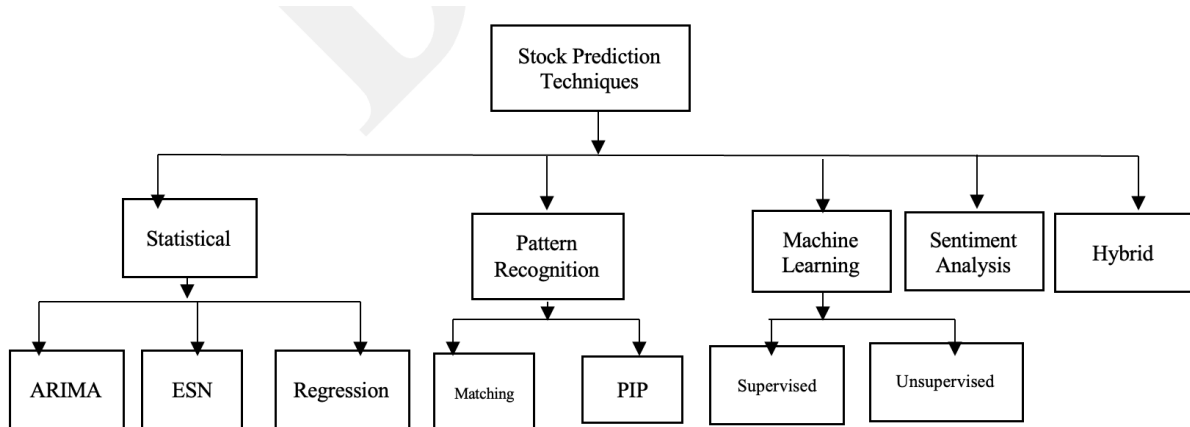 Stock Prediction
Techniques
Statistical
Pattern
Recognition
Machine
Learning
Sentiment
Analysis
Hybrid
ARIMA
ESN
Regression
Matching
PIP
Supervised
Unsupervised